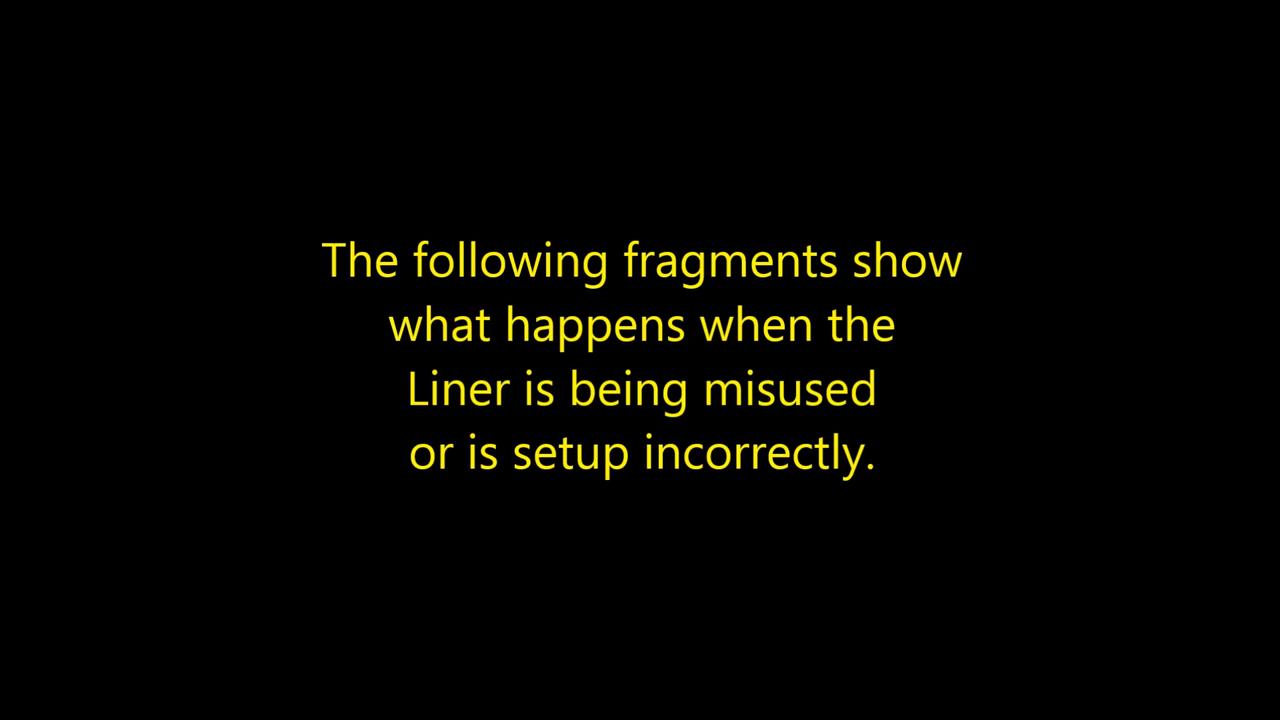 The following fragments show
what happens when the
Liner is being misused
or is setup incorrectly.